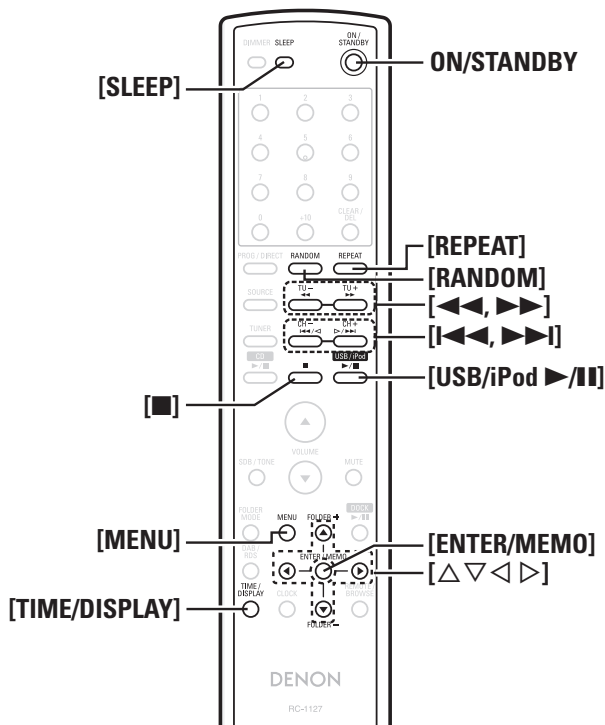 DIMMER SLEEP
ON/
STANDBY
ON/STANDBY
[SLEEP]
1 2 3
4 5 6
7 8 9
CLEAR /
DEL
0 +10
[REPEAT]
PROG / DIRECT RANDOM REPEAT
[RANDOM]
TU − TU +
◄◄ ►►
SOURCE
[◄◄, ►►]
CH − CH +
I◄◄/◁ ▷/►►I
TUNER
[I◄◄, ►►I]
CD USB/iPod
►/■ ■ ►/■
[USB/iPod ►/II]
[■]
VOLUME
SDB / TONE MUTE
FOLDER
MODE
MENU FOLDER +
DOCK
►/II
[MENU]
[ENTER/MEMO]
DAB /
RDS
ENTER/MEMO
[△▽◁ ▷]
TIME/
DISPLAY
CLOCK
BROWSE
[TIME/DISPLAY]
FOLDER −
DENON
RC-1127